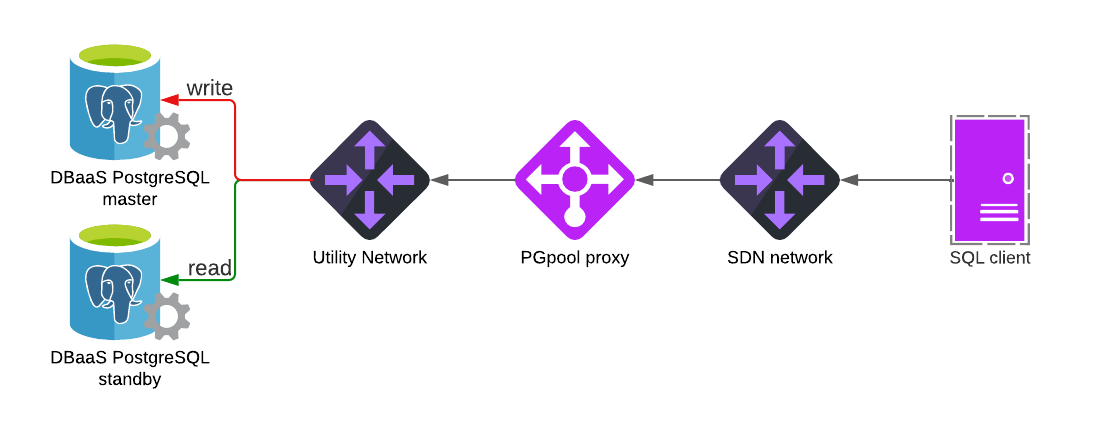 write
DBaaS PostgreSQL
master
read
DBaaS PostgreSQL
standby
Utility Network
PGpool proxy
SDN network
SQL client